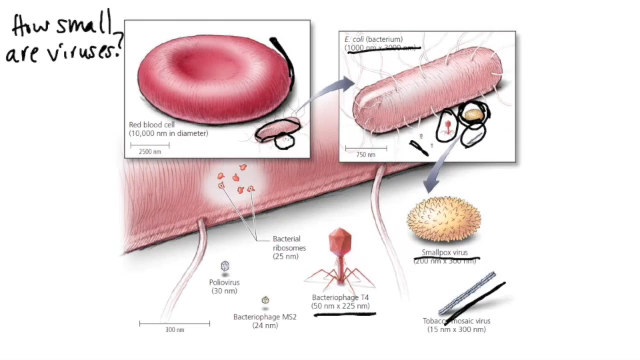 How small
are viruses?
Red blood cell
(10,000 nm in diameter)
2500 nm
E. coli (bacterium)
(1000 nm x 3000 nm)
750 nm
Bacterial
ribosomes
(25 nm)
Poliovirus
(30 nm)
Bacteriophage MS2
(24 nm)
Bacteriophage T4
(50 nm x 225 nm)
Smallpox virus
(200 nm x 300 nm)
Tobacco mosaic virus
(15 nm x 300 nm)
300 nm